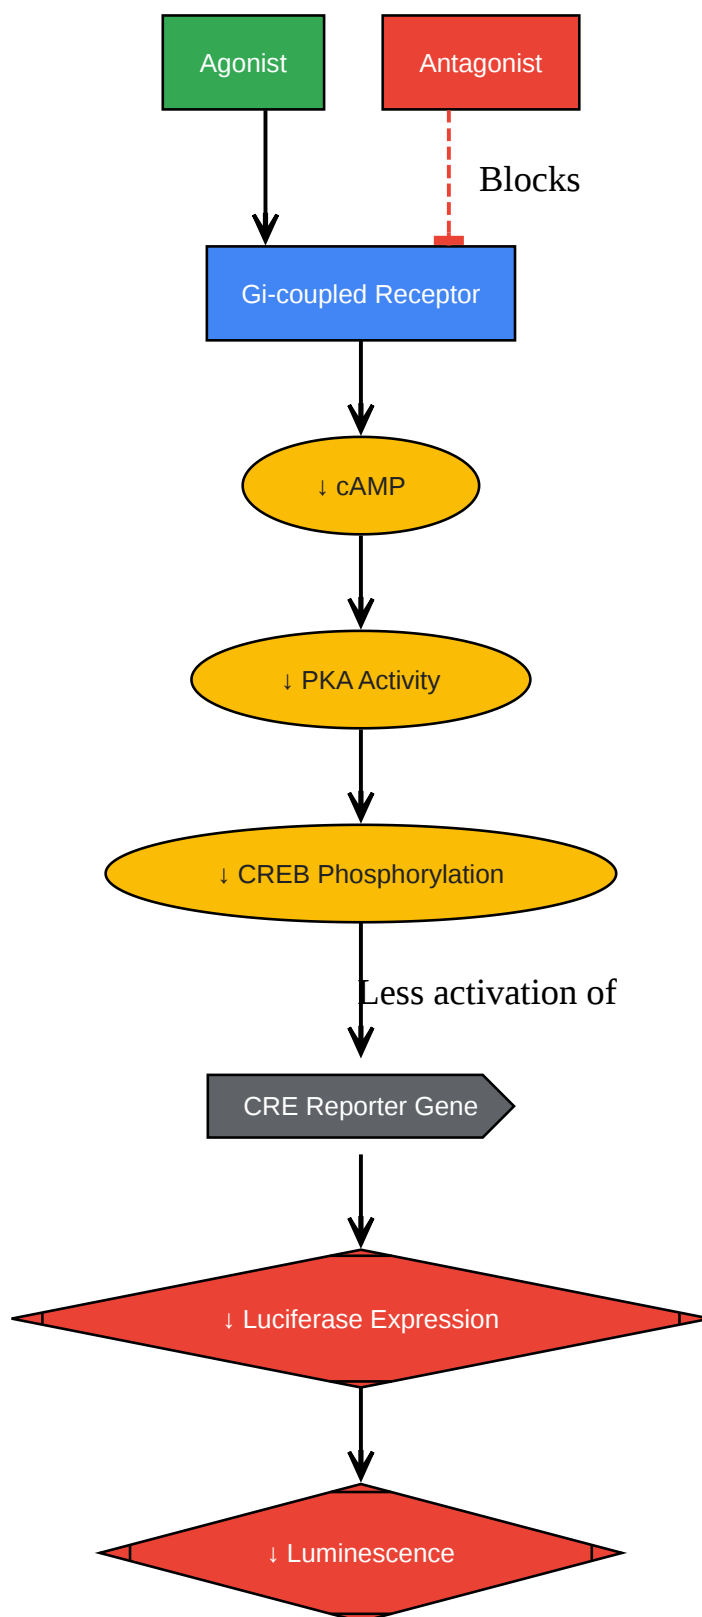 Agonist
Antagonist
Blocks
Gi-coupled Receptor
↓ cAMP
↓ PKA Activity
↓ CREB Phosphorylation
Less activation of
CRE Reporter Gene
↓ Luciferase Expression
↓ Luminescence